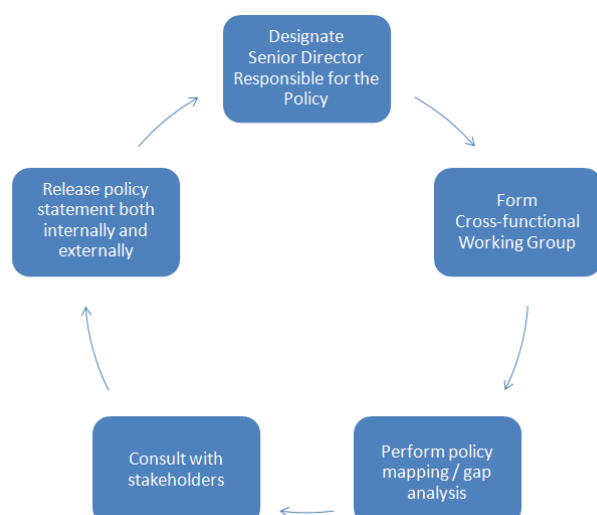 Designate
Senior Director
Responsible for the
Policy
Form
Cross-functional
Working Group
Perform policy
mapping / gap
analysis
Consult with
stakeholders
Release policy
statement both
internally and
externally